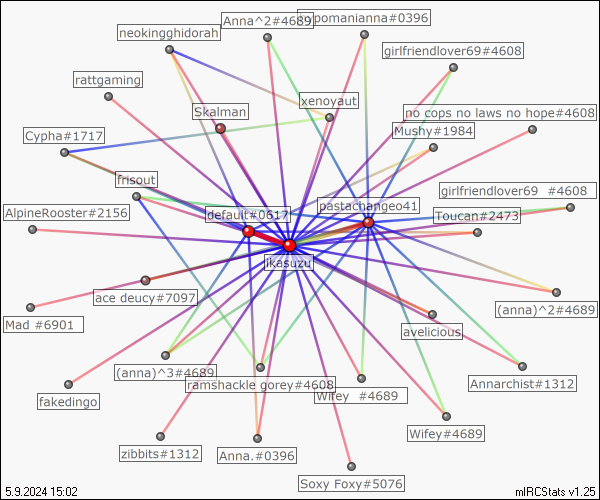 Anna^2#4689
hypomanianna#0396
neokingghidorah
girlfriendlover69#4608
rattgaming
xenoyaut
Skalman
no cops no laws no hope#4608
Mushy#1984
Cypha#1717
frisout
girlfriendlover69 #4608
pastachangeo41
AlpineRooster#2156
default#0617
Toucan#2473
ikasuzu
ace deucy#7097
(anna)^2#4689
Mad #6901
avelicious
(anna)^3#4689
ramshackle gorey#4608
Annarchist#1312
Wifey #4689
fakedingo
Wifey#4689
zibbits#1312
Anna.#0396
Soxy Foxy#5076
5.9.2024 15:02
mIRCStats v1.25